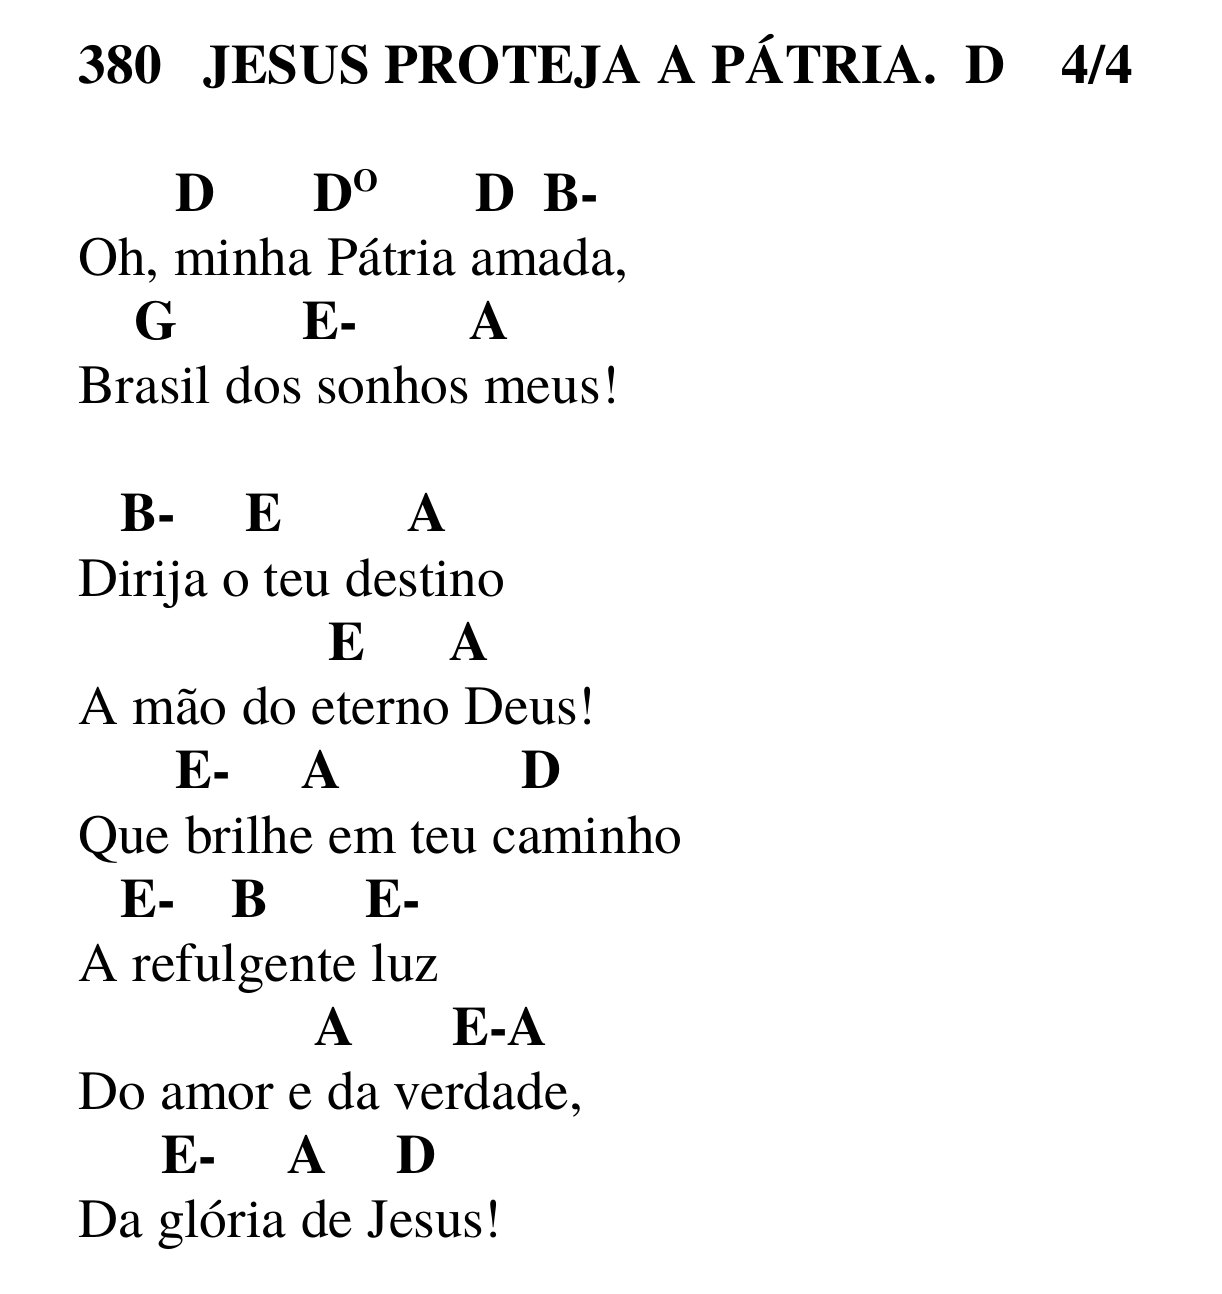 380 JESUS PROTEJA A PÁTRIA. D 4/4
D Dº D B-
Oh, minha Pátria amada,
G E- A
Brasil dos sonhos meus!
B- E A
Dirija o teu destino
E A
A mão do eterno Deus!
E- A D
Que brilhe em teu caminho
E- B E-
A refulgente luz
A E-A
Do amor e da verdade,
E- A D
Da glória de Jesus!